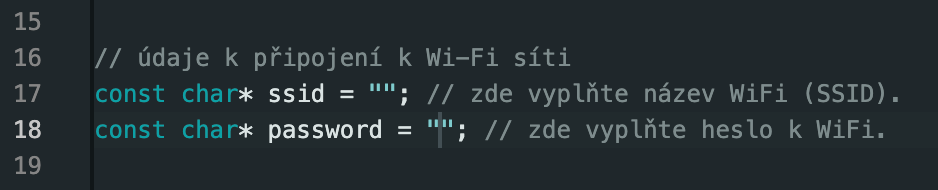 15
16 // údaje k připojení k Wi-Fi síti
17 const char* ssid = ""; // zde vyplňte název WiFi (SSID).
18 const char* password = ""; // zde vyplňte heslo k WiFi.
19